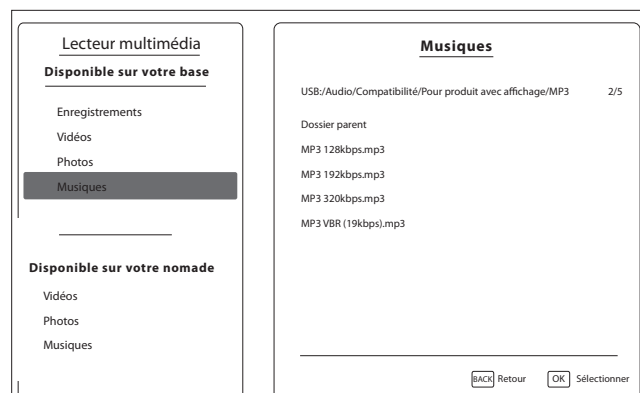 Lecteur multimédia
Disponible sur votre base
Enregistrements
Vidéos
Photos
Musiques
Disponible sur votre nomade
Vidéos
Photos
Musiques
Musiques
USB:/Audio/Compatibilité/Pour produit avec affichage/MP3 2/5
Dossier parent
MP3 128kbps.mp3
MP3 192kbps.mp3
MP3 320kbps.mp3
MP3 VBR (19kbps).mp3
BACK Retour OK Sélectionner